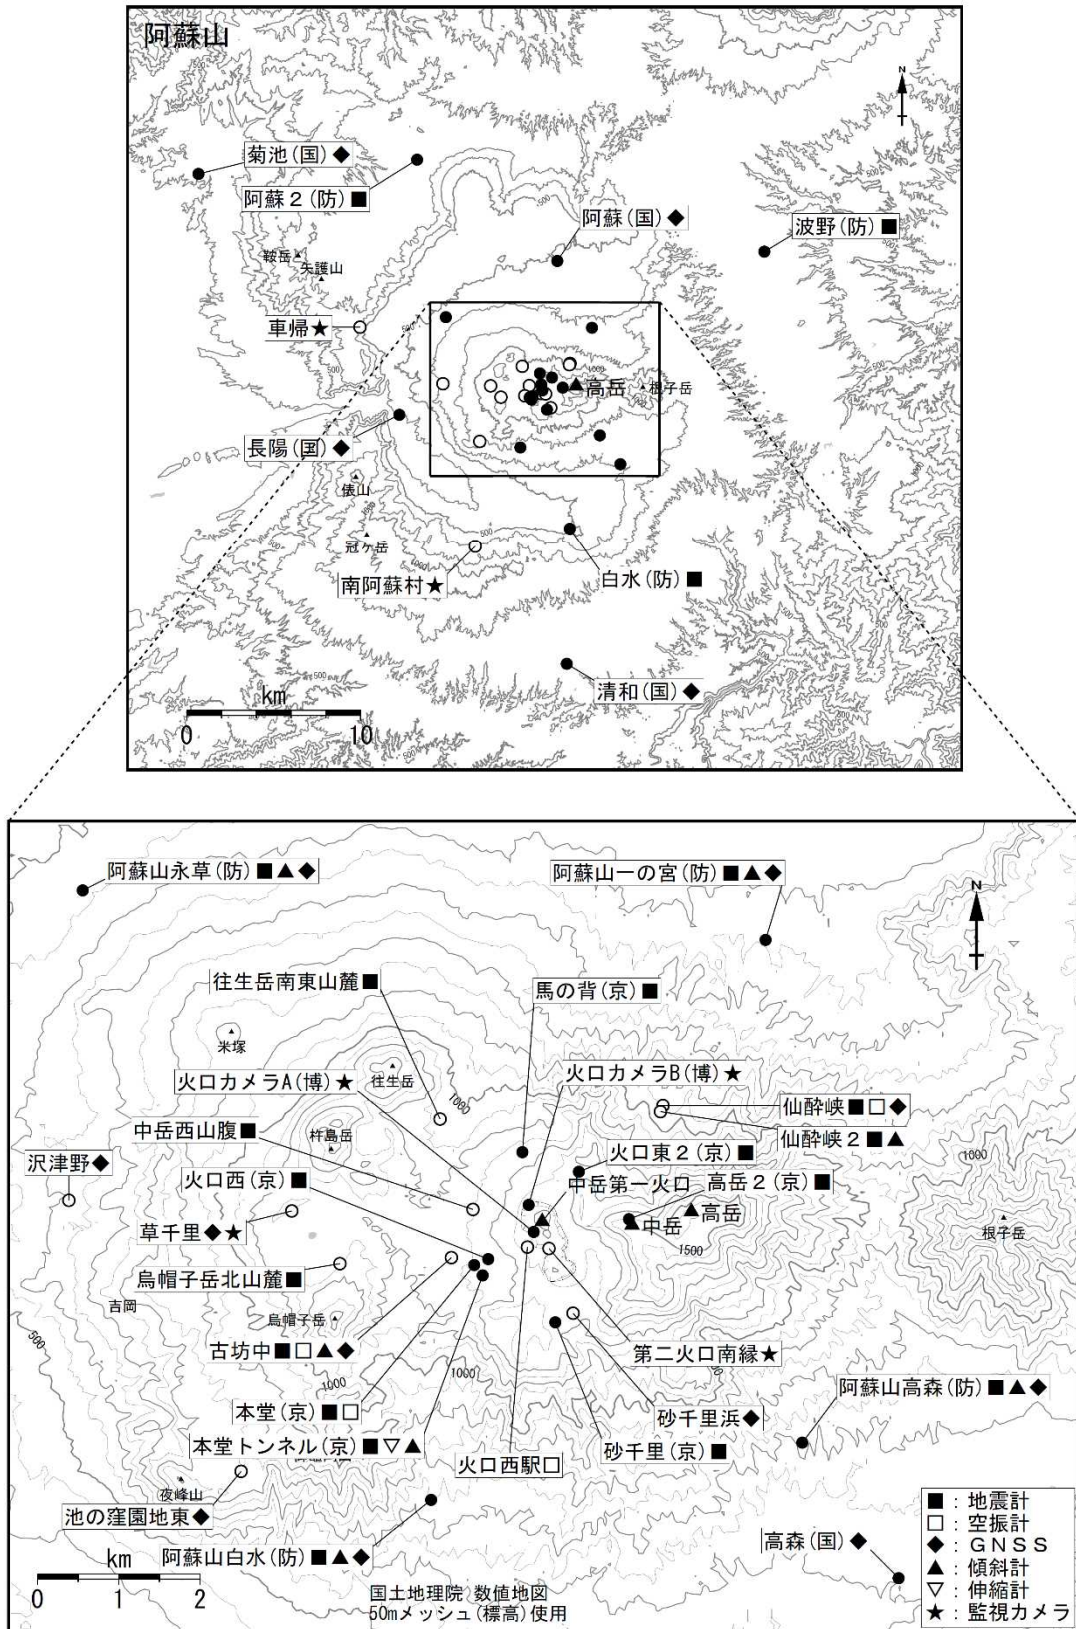 阿蘇山
N
菊池(国)◆
阿蘇2(防)■
阿蘇(国)◆
波野(防)■
500
500
鞍岳
矢護山
車帰★
500
500
1000
高岳
根子岳
長陽(国)◆
俵山
冠ケ岳
500
1000
南阿蘇村★
白水(防)■
清和(国)◆
km
0 10
500
500
阿蘇山永草(防)■▲◆
阿蘇山一の宮(防)■▲◆
N
往生岳南東山麓■
馬の背(京)■
米塚
往生岳
火口カメラA(博)★
火口カメラB(博)★
1000
仙酔峡■□◆
仙酔峡2■▲
中岳西山腹■
杵島岳
火口東2(京)■
1000
沢津野◆
火口西(京)■
中岳第一火口
高岳2(京)■
草千里◆★
中岳
高岳
根子岳
1500
烏帽子岳北山麓■
吉岡
烏帽子岳
500
古坊中■□▲◆
第二火口南縁★
1000
1000
阿蘇山高森(防)■▲◆
本堂(京)■□
砂千里浜◆
本堂トンネル(京)■▽▲
火口西駅□
砂千里(京)■
夜峰山
池の窪園地東◆
阿蘇山白水(防)■▲◆
高森(国)◆
km
0 1 2
国土地理院 数値地図
50mメッシュ(標高)使用
■:地震計
□:空振計
◆:GNSS
▲:傾斜計
▽:伸縮計
★:監視カメラ